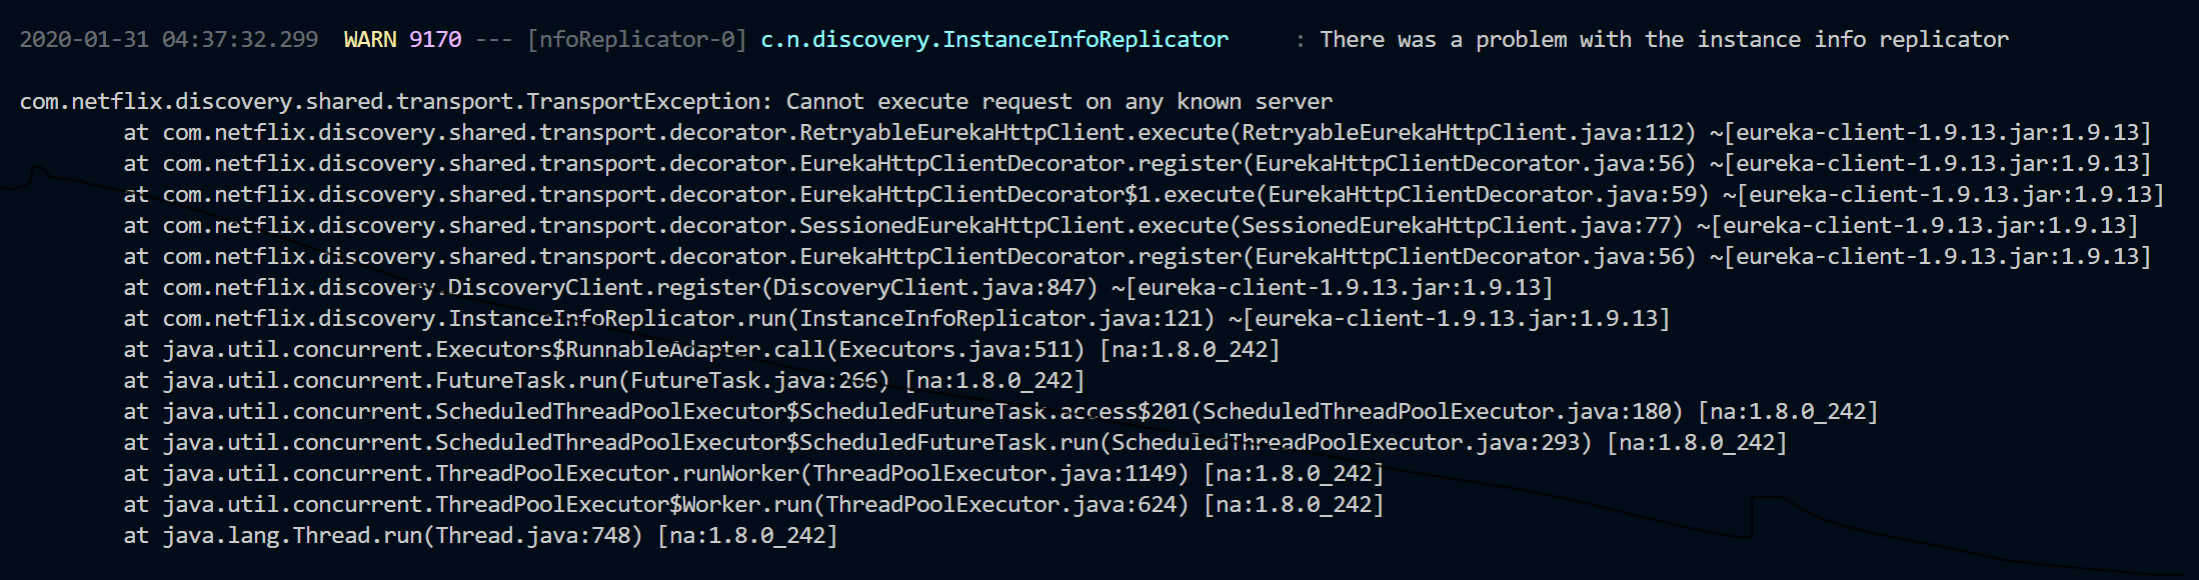 2020-01-31 04:37:32.299  WARN 9170 --- [nfoReplicator-0] c.n.discovery.InstanceInfoReplicator     : There was a problem with the instance info replicator
com.netflix.discovery.shared.transport.TransportException: Cannot execute request on any known server
at com.netflix.discovery.shared.transport.decorator.RetryableEurekaHttpClient.execute(RetryableEurekaHttpClient.java:112) ~[eureka-client-1.9.13.jar:1.9.13]
at com.netflix.discovery.shared.transport.decorator.EurekaHttpClientDecorator.register(EurekaHttpClientDecorator.java:56) ~[eureka-client-1.9.13.jar:1.9.13]
at com.netflix.discovery.shared.transport.decorator.EurekaHttpClientDecorator$1.execute(EurekaHttpClientDecorator.java:59) ~[eureka-client-1.9.13.jar:1.9.13]
at com.netflix.discovery.shared.transport.decorator.SessionedEurekaHttpClient.execute(SessionedEurekaHttpClient.java:77) ~[eureka-client-1.9.13.jar:1.9.13]
at com.netflix.discovery.shared.transport.decorator.EurekaHttpClientDecorator.register(EurekaHttpClientDecorator.java:56) ~[eureka-client-1.9.13.jar:1.9.13]
at com.netflix.discovery.DiscoveryClient.register(DiscoveryClient.java:847) ~[eureka-client-1.9.13.jar:1.9.13]
at com.netflix.discovery.InstanceInfoReplicator.run(InstanceInfoReplicator.java:121) ~[eureka-client-1.9.13.jar:1.9.13]
at java.util.concurrent.Executors$RunnableAdapter.call(Executors.java:511) [na:1.8.0_242]
at java.util.concurrent.FutureTask.run(FutureTask.java:266) [na:1.8.0_242]
at java.util.concurrent.ScheduledThreadPoolExecutor$ScheduledFutureTask.access$201(ScheduledThreadPoolExecutor.java:180) [na:1.8.0_242]
at java.util.concurrent.ScheduledThreadPoolExecutor$ScheduledFutureTask.run(ScheduledThreadPoolExecutor.java:293) [na:1.8.0_242]
at java.util.concurrent.ThreadPoolExecutor.runWorker(ThreadPoolExecutor.java:1149) [na:1.8.0_242]
at java.util.concurrent.ThreadPoolExecutor$Worker.run(ThreadPoolExecutor.java:624) [na:1.8.0_242]
at java.lang.Thread.run(Thread.java:748) [na:1.8.0_242]